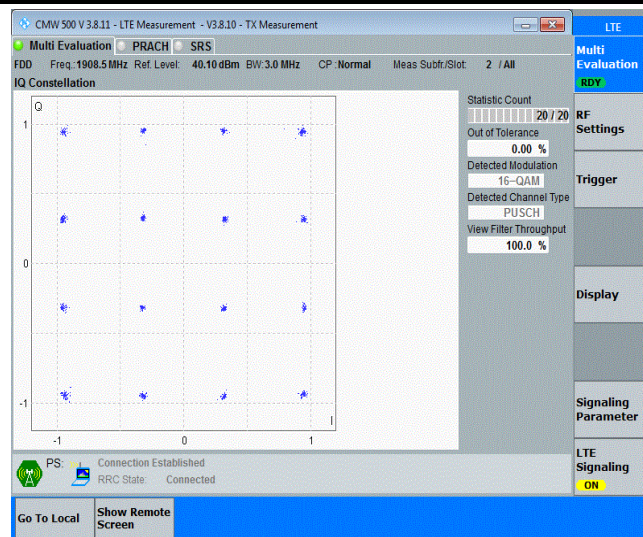 CMW 500 V 3.8.11 - LTE Measurement - V3.8.10 - TX Measurement
LTE
Multi Evaluation PRACH SRS
FDD Freq.:1908.5 MHz Ref. Level: 40.10 dBm BW:3.0 MHz CP :Normal Meas Subfr./Slot: 2 / All
IQ Constellation
Q
1
0
-1
-1 0 1
I
Statistic Count
20 / 20
Out of Tolerance
0.00 %
Detected Modulation
16-QAM
Detected Channel Type
PUSCH
View Filter Throughput
100.0 %
PS: Connection Established
RRC State: Connected
Multi
Evaluation
RDY
RF
Settings
Trigger
Display
Signaling
Parameter
LTE
Signaling
ON
Go To Local
Show Remote
Screen